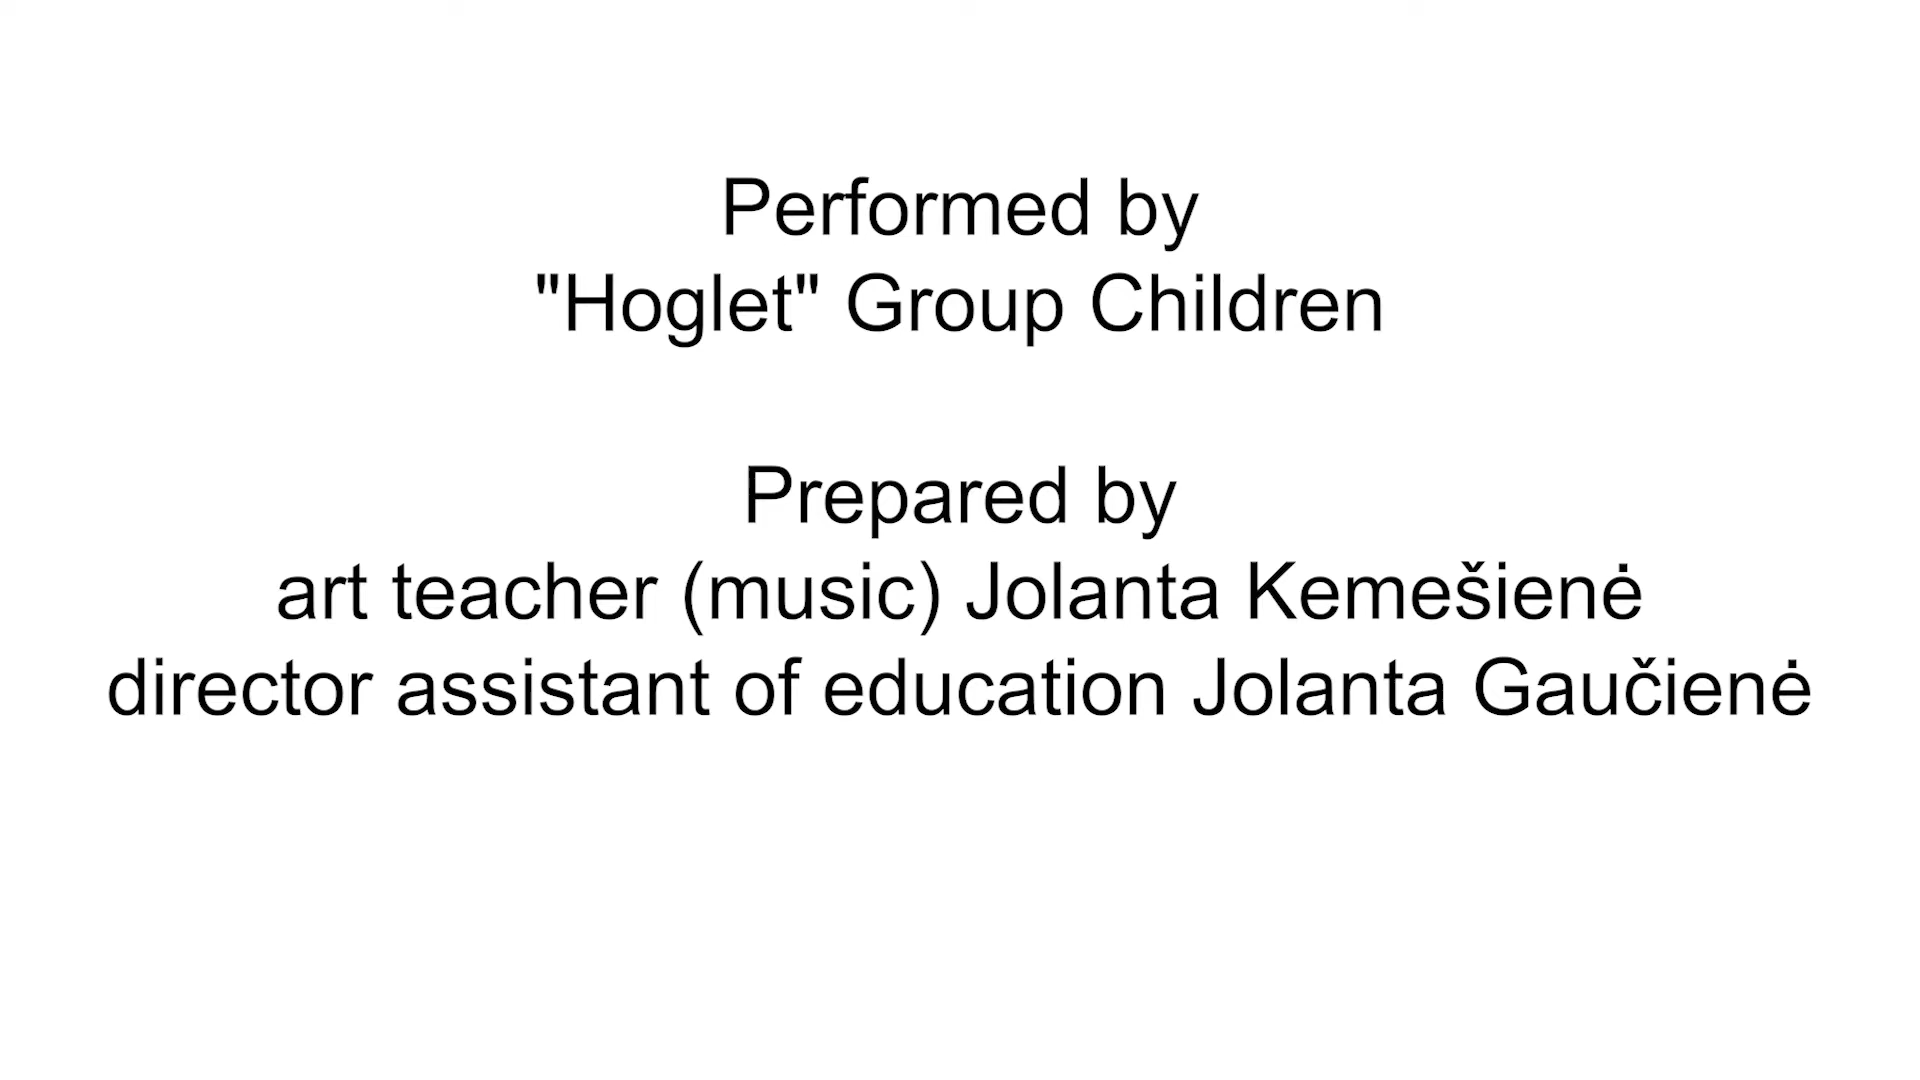 Performed by
"Hoglet" Group Children
Prepared by
art teacher (music) Jolanta Kemešienė
director assistant of education Jolanta Gaučienė